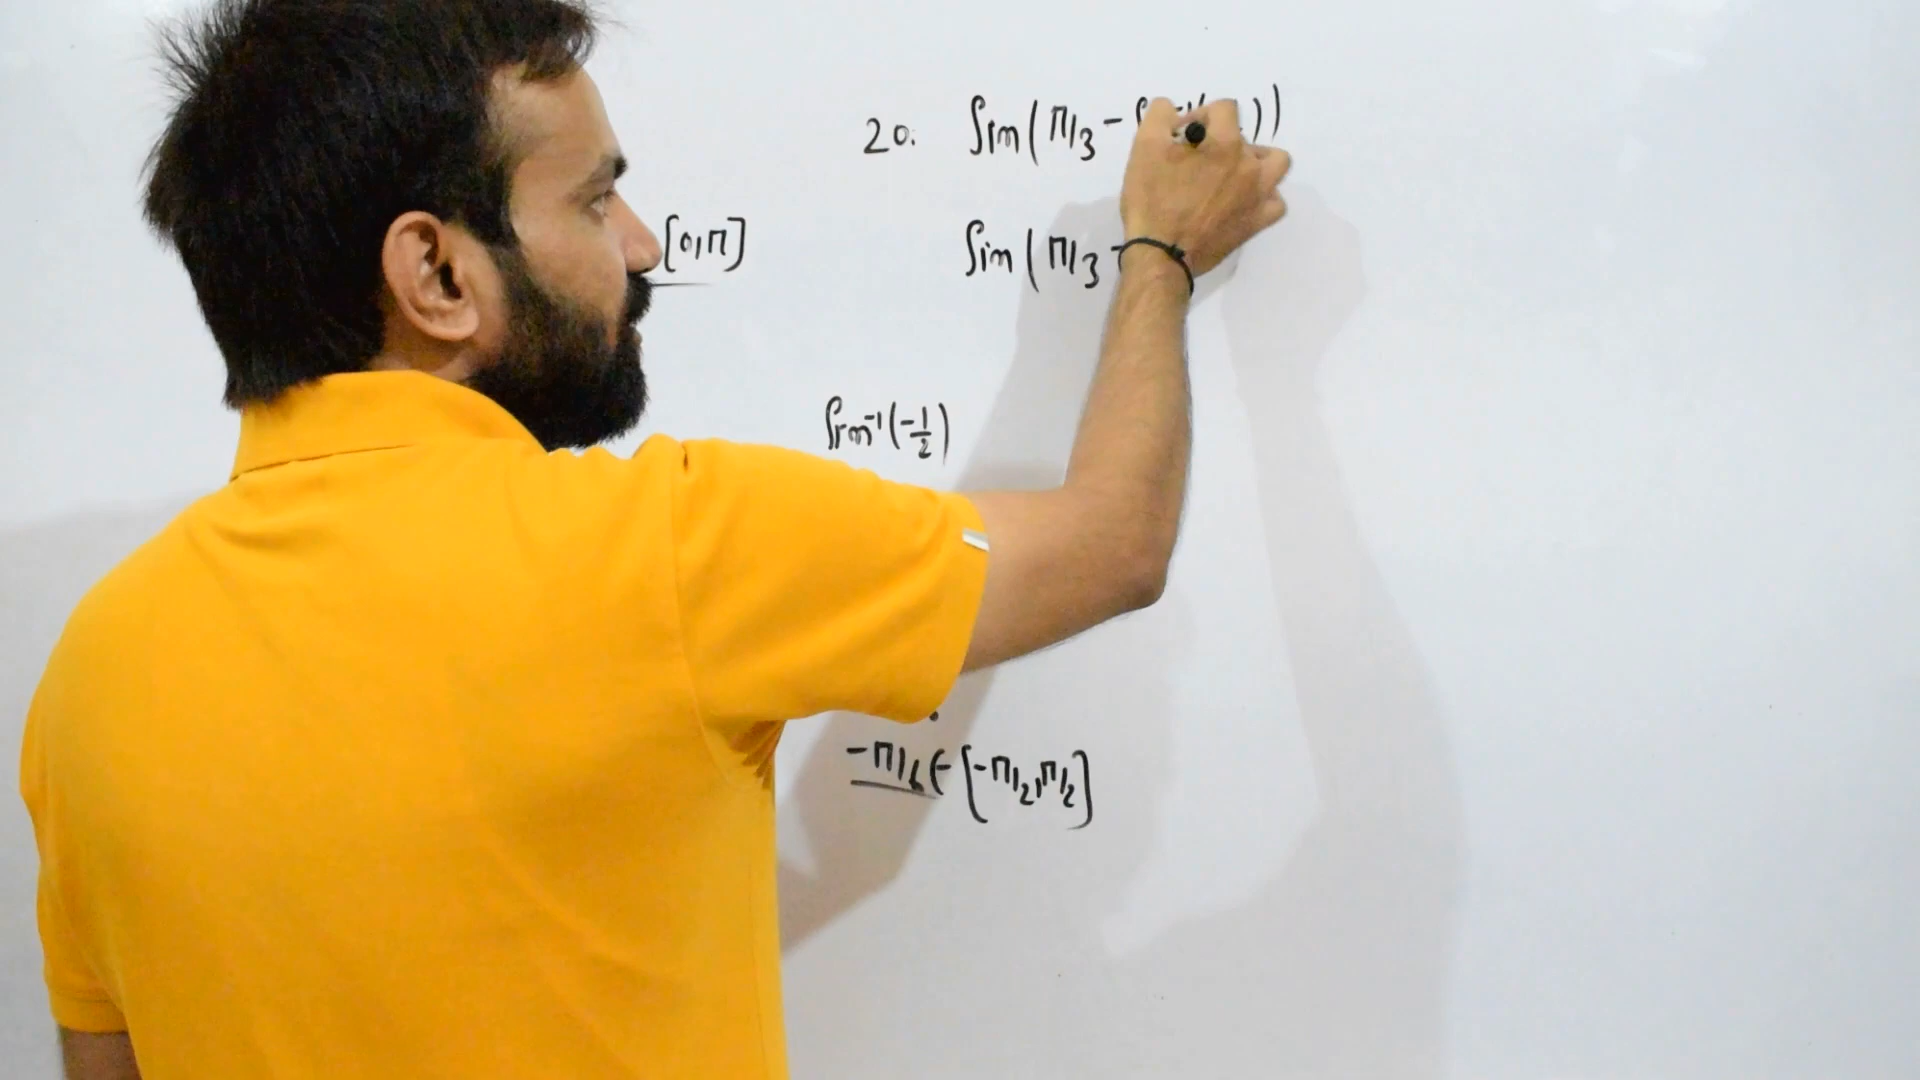 20. Sin(π/3 - ))
[0,π]
Sin(π/3 -
Sin⁻¹(-1/2)
-π/6 ∈ [-π/2, π/2]